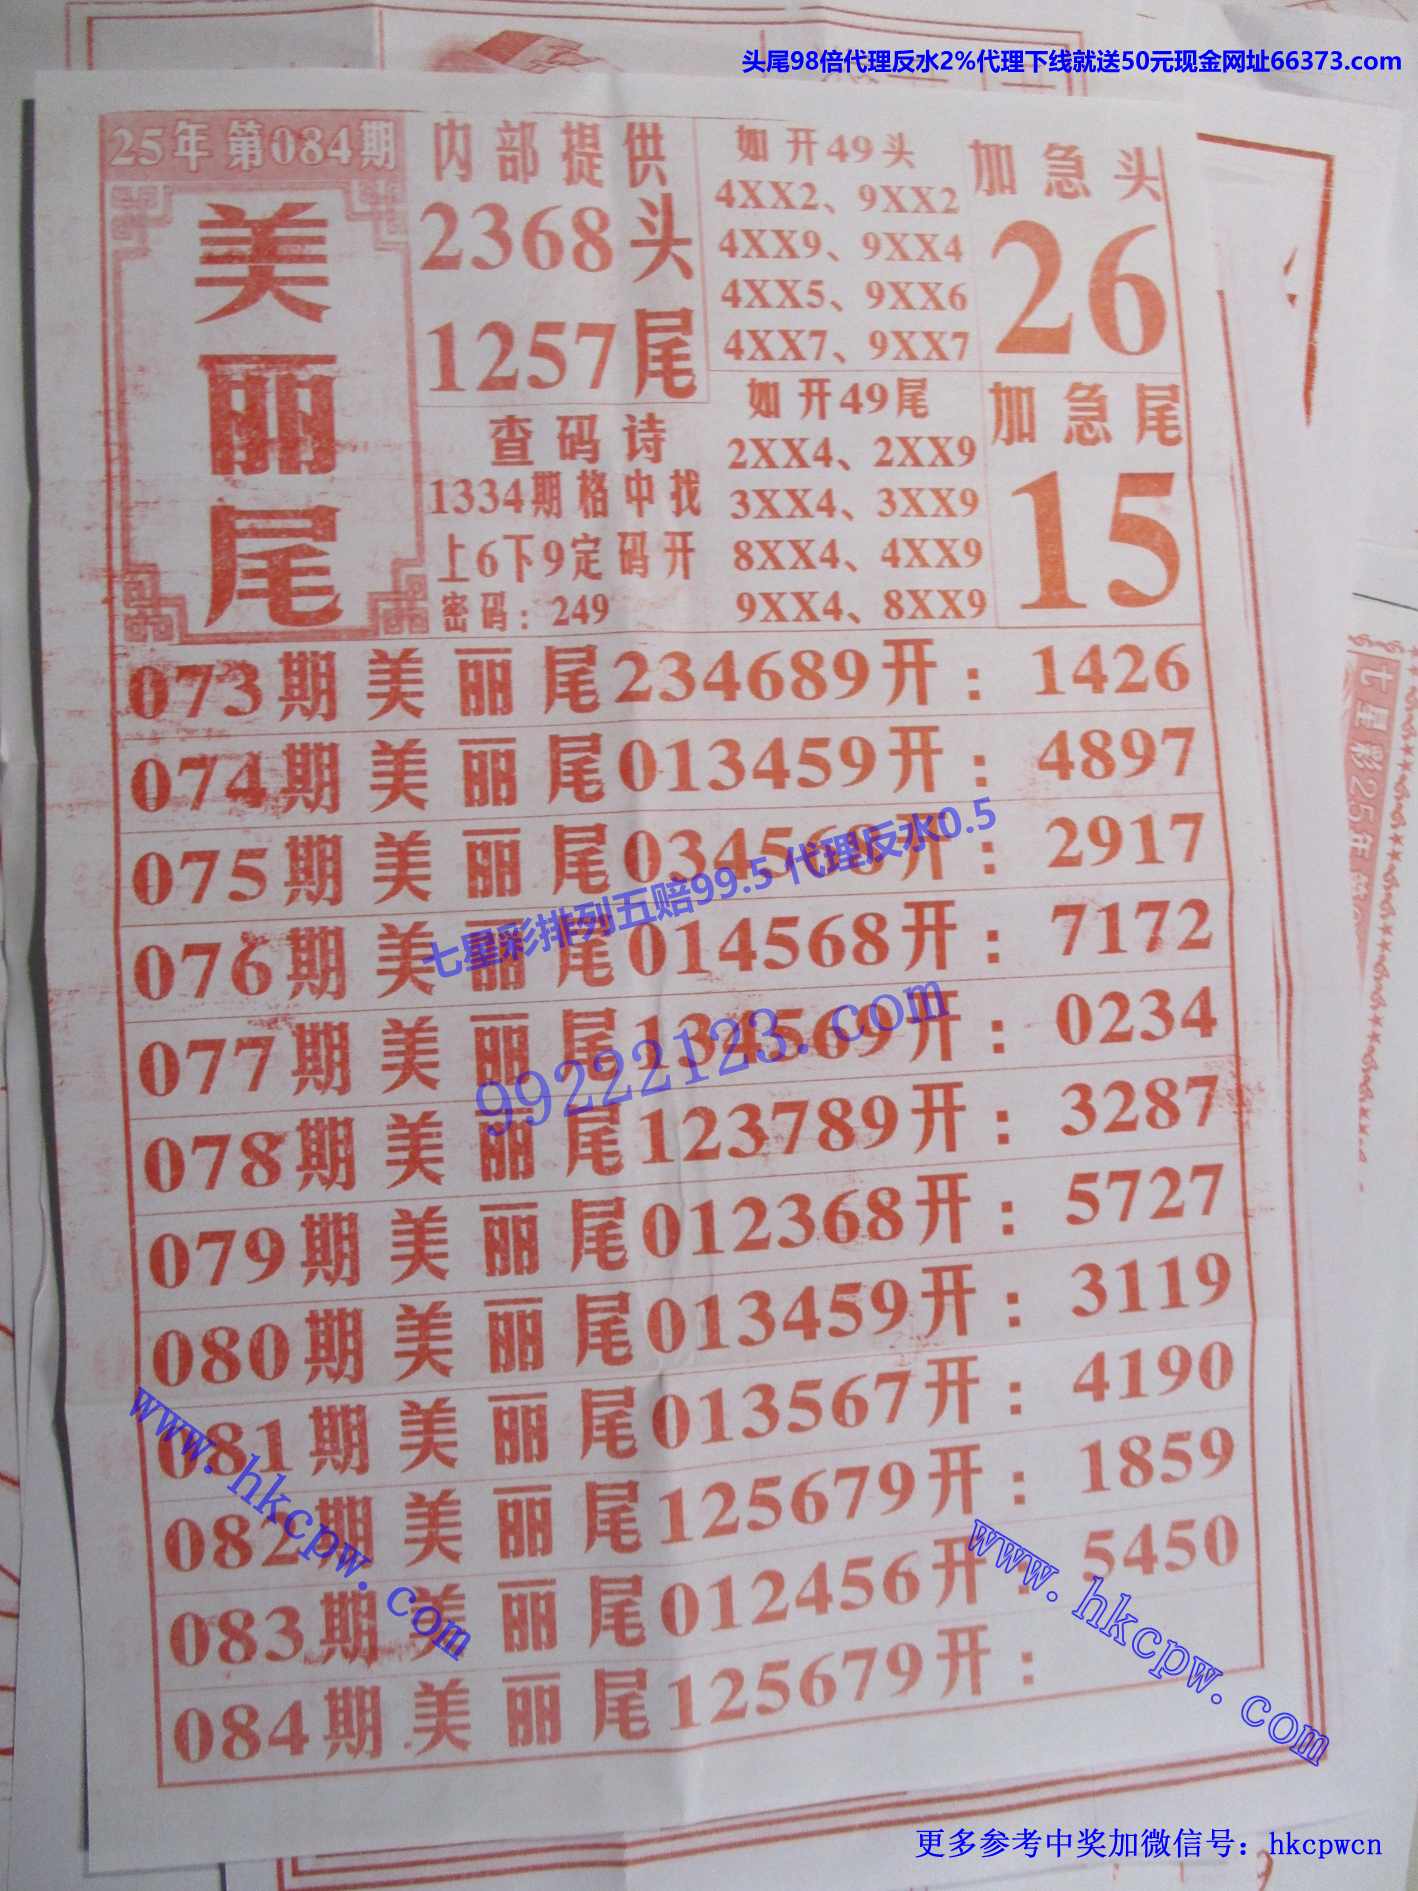 头尾98倍代理反水2%代理下线就送50元现金网址66373.com
25年 第084期
美
丽
尾
内部提供
2368头
1257尾
查码诗
1334期格中找
上6下9定码开
密码：249
如开49头
4XX2、9XX2
4XX9、9XX4
4XX5、9XX6
4XX7、9XX7
如开49尾
2XX4、2XX9
3XX4、3XX9
8XX4、4XX9
9XX4、8XX9
加急头
26
加急尾
15
073期美丽尾234689开：1426
074期美丽尾013459开：4897
075期美丽尾034568开：2917
076期美丽尾014568开：7172
077期美丽尾134569开：0234
078期美丽尾123789开：3287
079期美丽尾012368开：5727
080期美丽尾013459开：3119
081期美丽尾013567开：4190
082期美丽尾125679开：1859
083期美丽尾012456开：5450
084期美丽尾125679开：
七星彩排列五赔99.5 代理反水0.5
99222123.com
www.hkcpw.com
www.hkcpw.com
七星彩25年
更多参考中奖加微信号：hkcpwcn